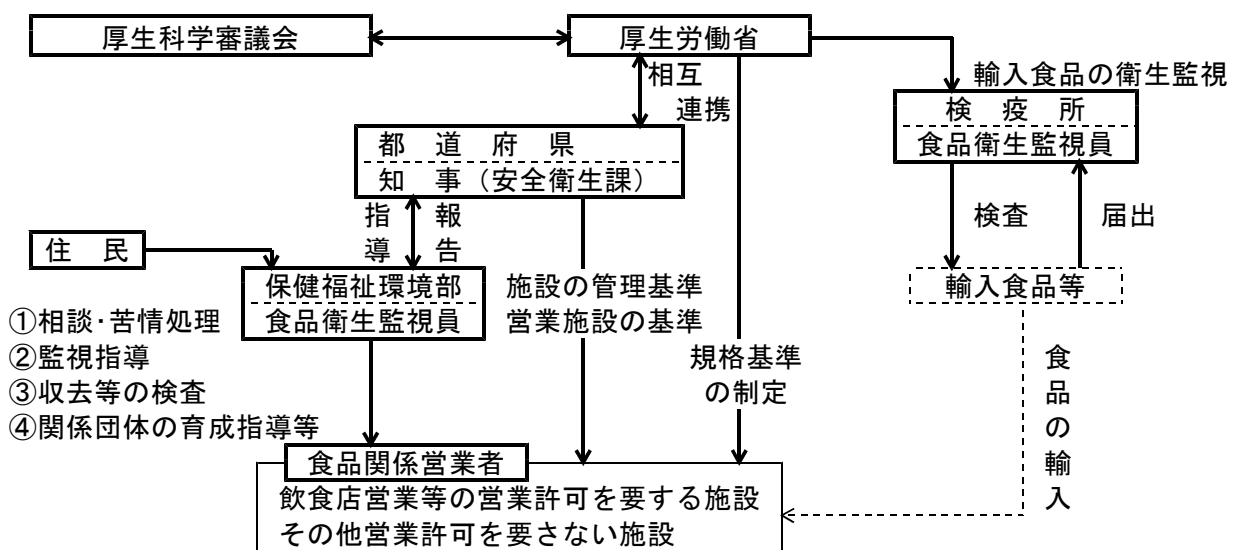 厚生科学審議会
厚生労働省
相互
連携
輸入食品の衛生監視
検疫所
食品衛生監視員
都道府県
知事(安全衛生課)
指導
報告
検査
届出
住民
保健福祉環境部
食品衛生監視員
施設の管理基準
営業施設の基準
輸入食品等
①相談・苦情処理
②監視指導
③収去等の検査
④関係団体の育成指導等
規格基準
の制定
食品の輸入
食品関係営業者
飲食店営業等の営業許可を要する施設
その他営業許可を要さない施設